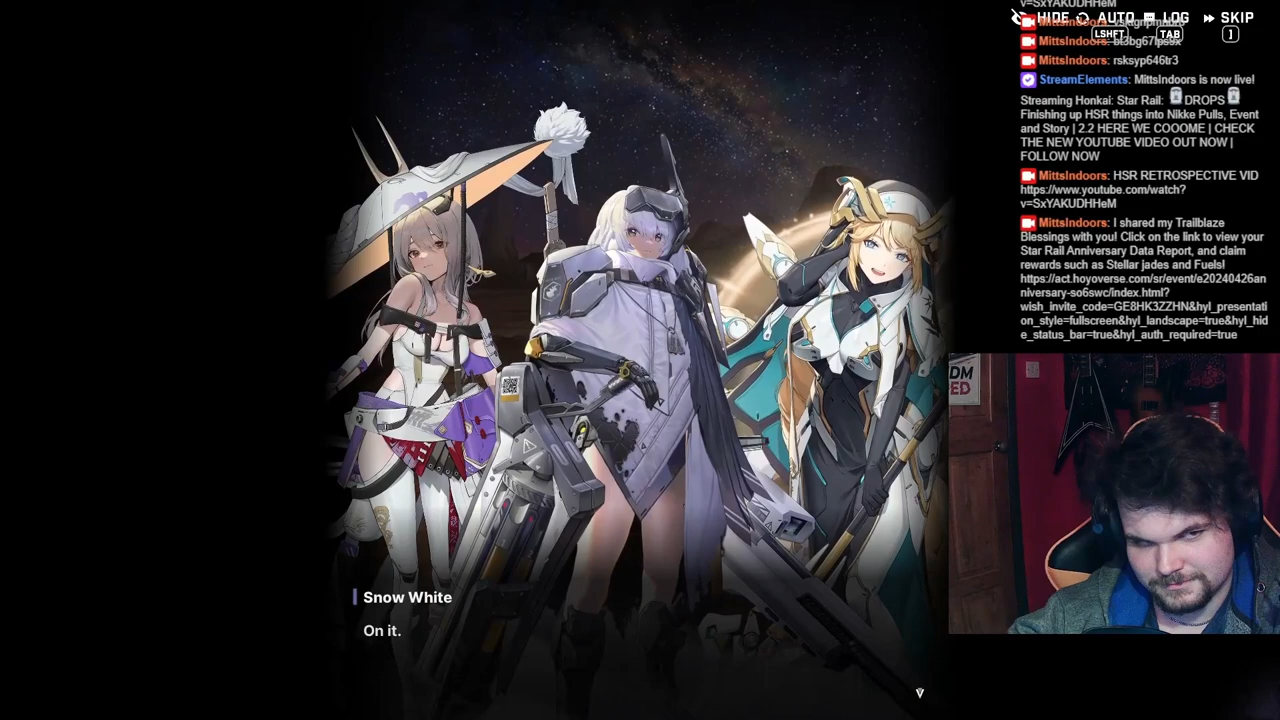 v=SxYAKUDHHeM
HIDE AUTO LOG SKIP
LSHFT TAB ]
MittsIndoors:
MittsIndoors:
MittsIndoors: rsksyp646tr3
StreamElements: MittsIndoors is now live!
Streaming Honkai: Star Rail: DROPS
Finishing up HSR things into Nikke Pulls, Event
and Story | 2.2 HERE WE COOOME | CHECK
THE NEW YOUTUBE VIDEO OUT NOW |
FOLLOW NOW
MittsIndoors: HSR RETROSPECTIVE VID
https://www.youtube.com/watch?
v=SxYAKUDHHeM
MittsIndoors: I shared my Trailblaze
Blessings with you! Click on the link to view your
Star Rail Anniversary Data Report, and claim
rewards such as Stellar jades and Fuels!
https://act.hoyoverse.com/sr/event/e20240426an
niversary-so6swc/index.html?
wish_invite_code=GE8HK3ZZHN&hyl_presentati
on_style=fullscreen&hyl_landscape=true&hyl_hid
e_status_bar=true&hyl_auth_required=true
DM
ED
Snow White
On it.